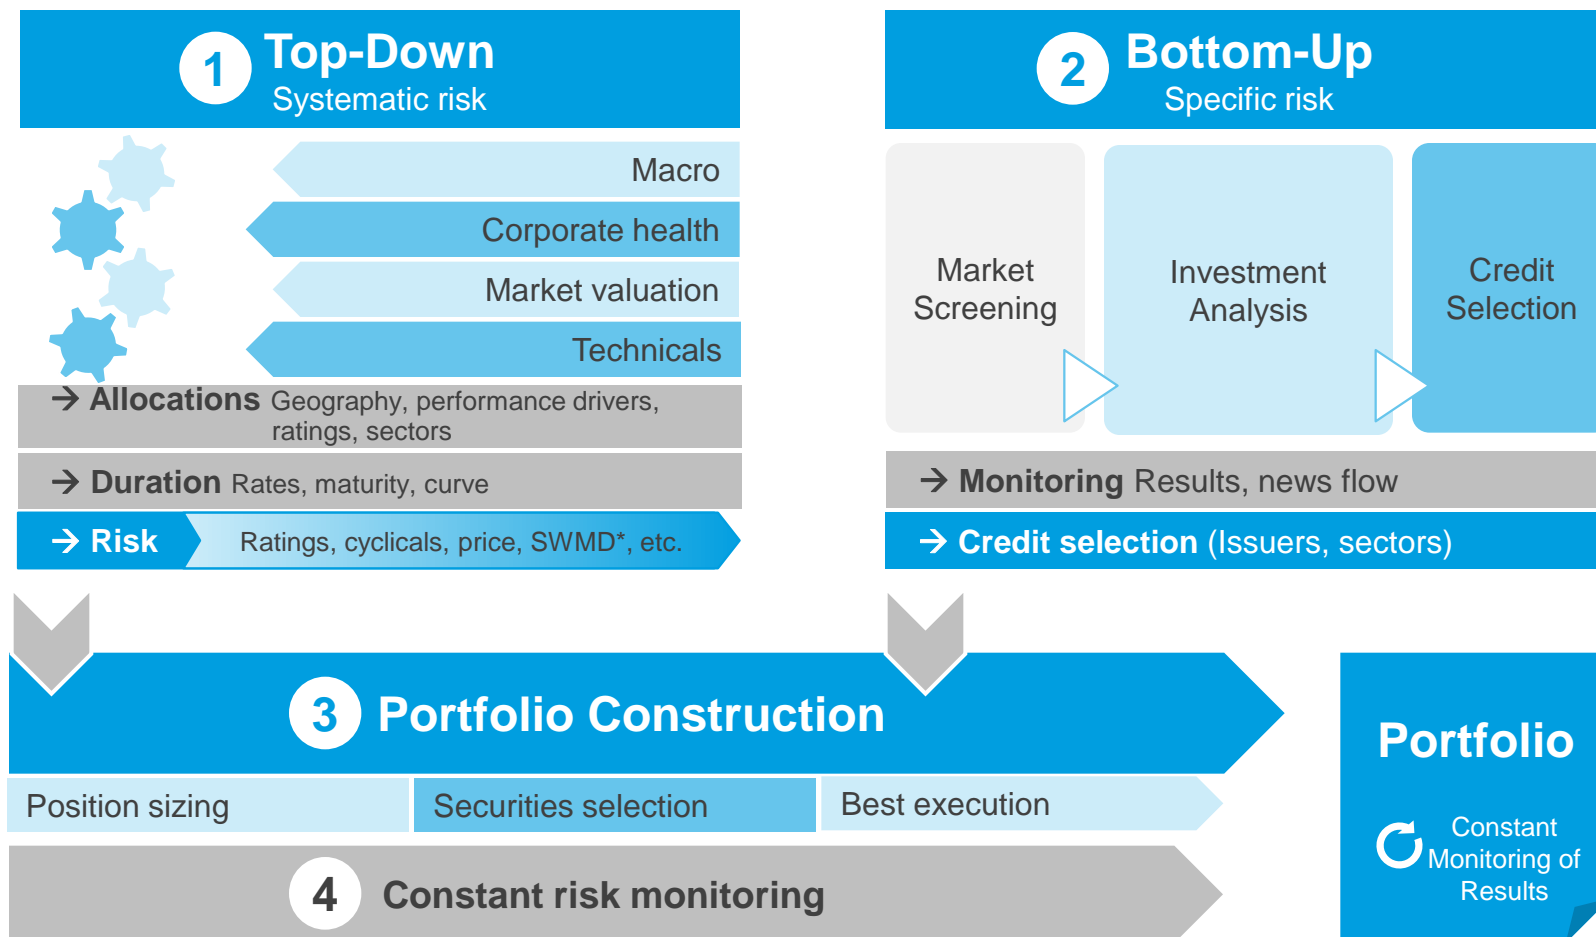 1 Top-Down
Systematic risk
Macro
Corporate health
Market valuation
Technicals
→ Allocations Geography, performance drivers,
ratings, sectors
→ Duration Rates, maturity, curve
→ Risk Ratings, cyclicals, price, SWMD*, etc.
2 Bottom-Up
Specific risk
Market
Screening
Investment
Analysis
Credit
Selection
→ Monitoring Results, news flow
→ Credit selection (Issuers, sectors)
3 Portfolio Construction
Position sizing
Securities selection
Best execution
4 Constant risk monitoring
Portfolio
Constant
Monitoring of
Results